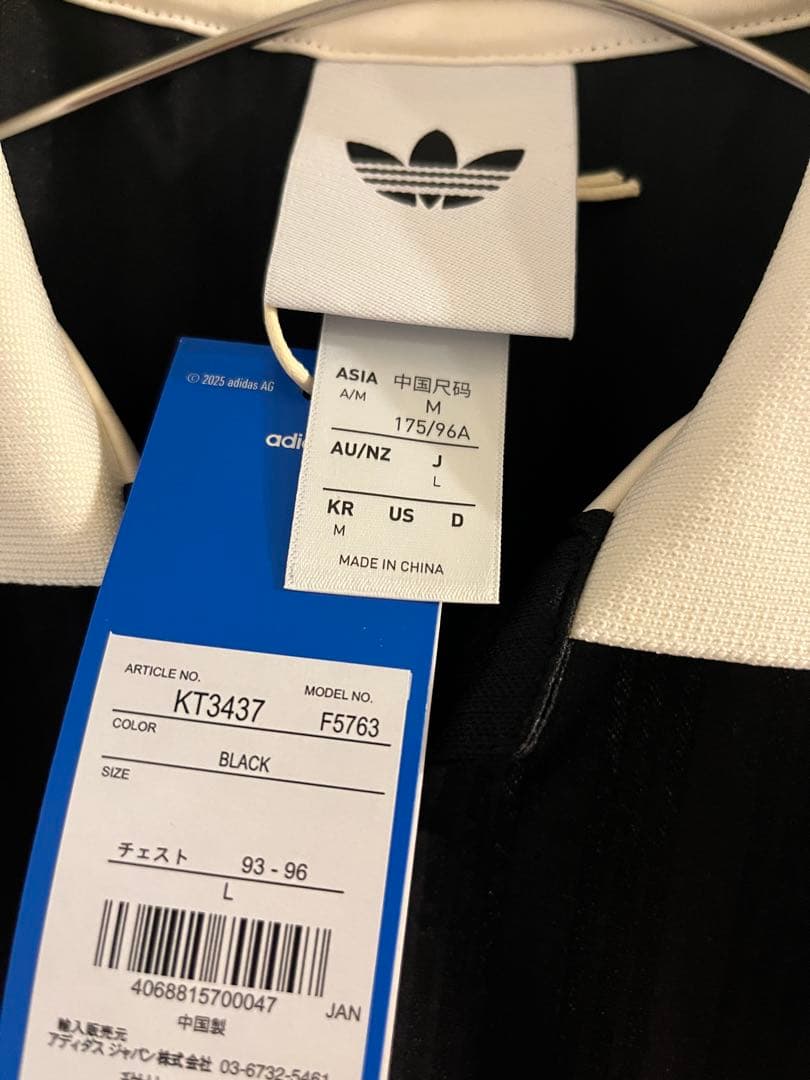 ASIA 中国尺码
A/M M
175/96A
AU/NZ J
L
KR US D
M
MADE IN CHINA
© 2025 adidas AG
ARTICLE NO. MODEL NO.
KT3437 F5763
COLOR
BLACK
SIZE
チェスト 93 - 96
L
4068815700047 JAN
中国製
輸入販売元
アディダス ジャパン株式会社 03-6732-5461